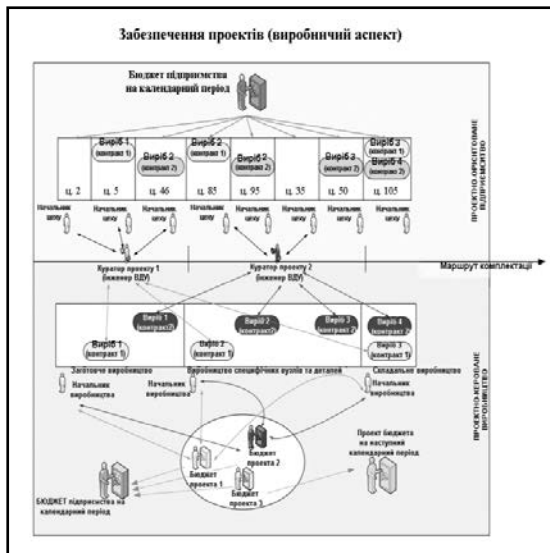 Забезпечення проектів (виробничий аспект)
Бюджет підприємства
на календарний період
Виріб 1
(контракт 1)
Виріб 2
(контракт 2)
Виріб 2
(контракт 1)
Виріб 2
(контракт 2)
Виріб 3
(контракт 2)
Виріб 3
(контракт 1)
Виріб 4
(контракт 2)
ц. 2
ц. 5
ц. 46
ц. 85
ц. 95
ц. 35
ц. 50
ц. 105
Начальник
цеху
Начальник
цеху
Начальник
цеху
Начальник
цеху
Начальник
цеху
Начальник
цеху
Начальник
цеху
Начальник
цеху
ПРОЕКТНО-ОРІЄНТОВАНЕ
ПІДПРИЄМСТВО
Маршрут комплектації
Куратор проекту 1
(інженер ВДУ)
Куратор проекту 2
(інженер ВДУ)
Виріб 1
(контракт2)
Виріб 2
(контракт2)
Виріб 3
(контракт 2)
Виріб 4
(контракт 2)
Виріб 1
(контракт 1)
Виріб 2
(контракт 1)
Виріб 3
(контракт 1)
Заготовче виробництво
Виробництво специфічних вузлів та деталей
Складальне виробництво
Начальник
виробництва
Начальник
виробництва
Начальник
виробництва
ПРОЕКТНО-КЕРОВАНЕ
ВИРОБНИЦТВО
Бюджет
проекта 2
Бюджет
проекта 1
Бюджет
проекта 3
Проект бюджета
на наступний
календарний період
БЮДЖЕТ підприємства на
календарний період